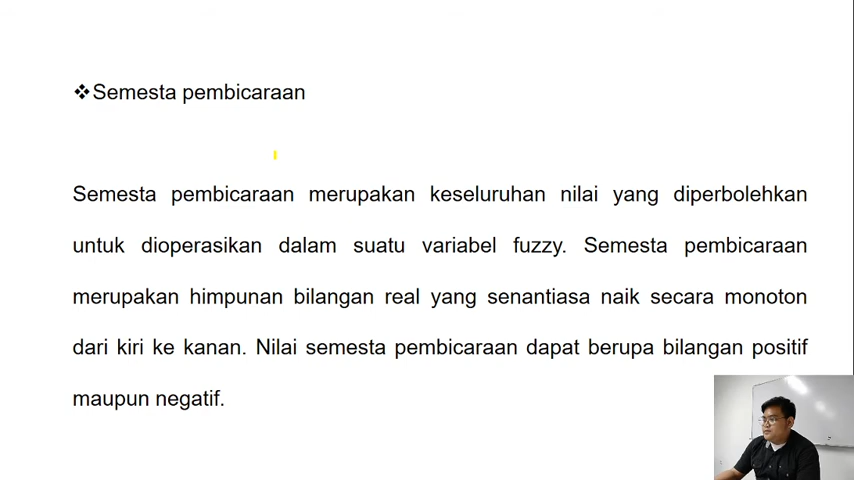 ❖Semesta pembicaraan
Semesta pembicaraan merupakan keseluruhan nilai yang diperbolehkan
untuk dioperasikan dalam suatu variabel fuzzy. Semesta pembicaraan
merupakan himpunan bilangan real yang senantiasa naik secara monoton
dari kiri ke kanan. Nilai semesta pembicaraan dapat berupa bilangan positif
maupun negatif.